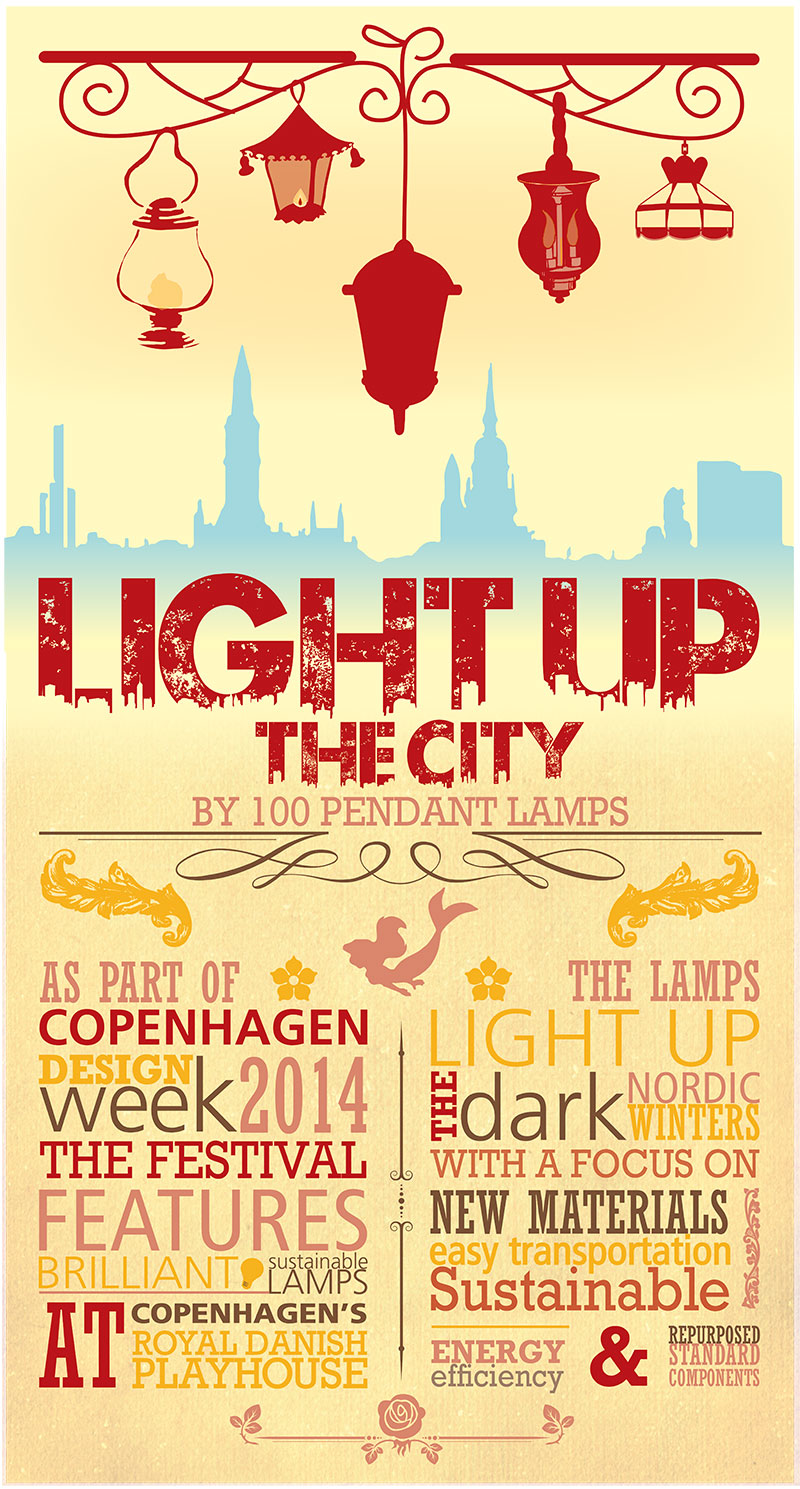 LIGHT UP
THE CITY
BY 100 PENDANT LAMPS
AS PART OF
COPENHAGEN
DESIGN
week 2014
THE FESTIVAL
FEATURES
BRILLIANT sustainable
LAMPS
AT COPENHAGEN'S
ROYAL DANISH
PLAYHOUSE
THE LAMPS
LIGHT UP
THE dark NORDIC
WINTERS
WITH A FOCUS ON
NEW MATERIALS
easy transportation
Sustainable
ENERGY
efficiency
&
REPURPOSED
STANDARD
COMPONENTS